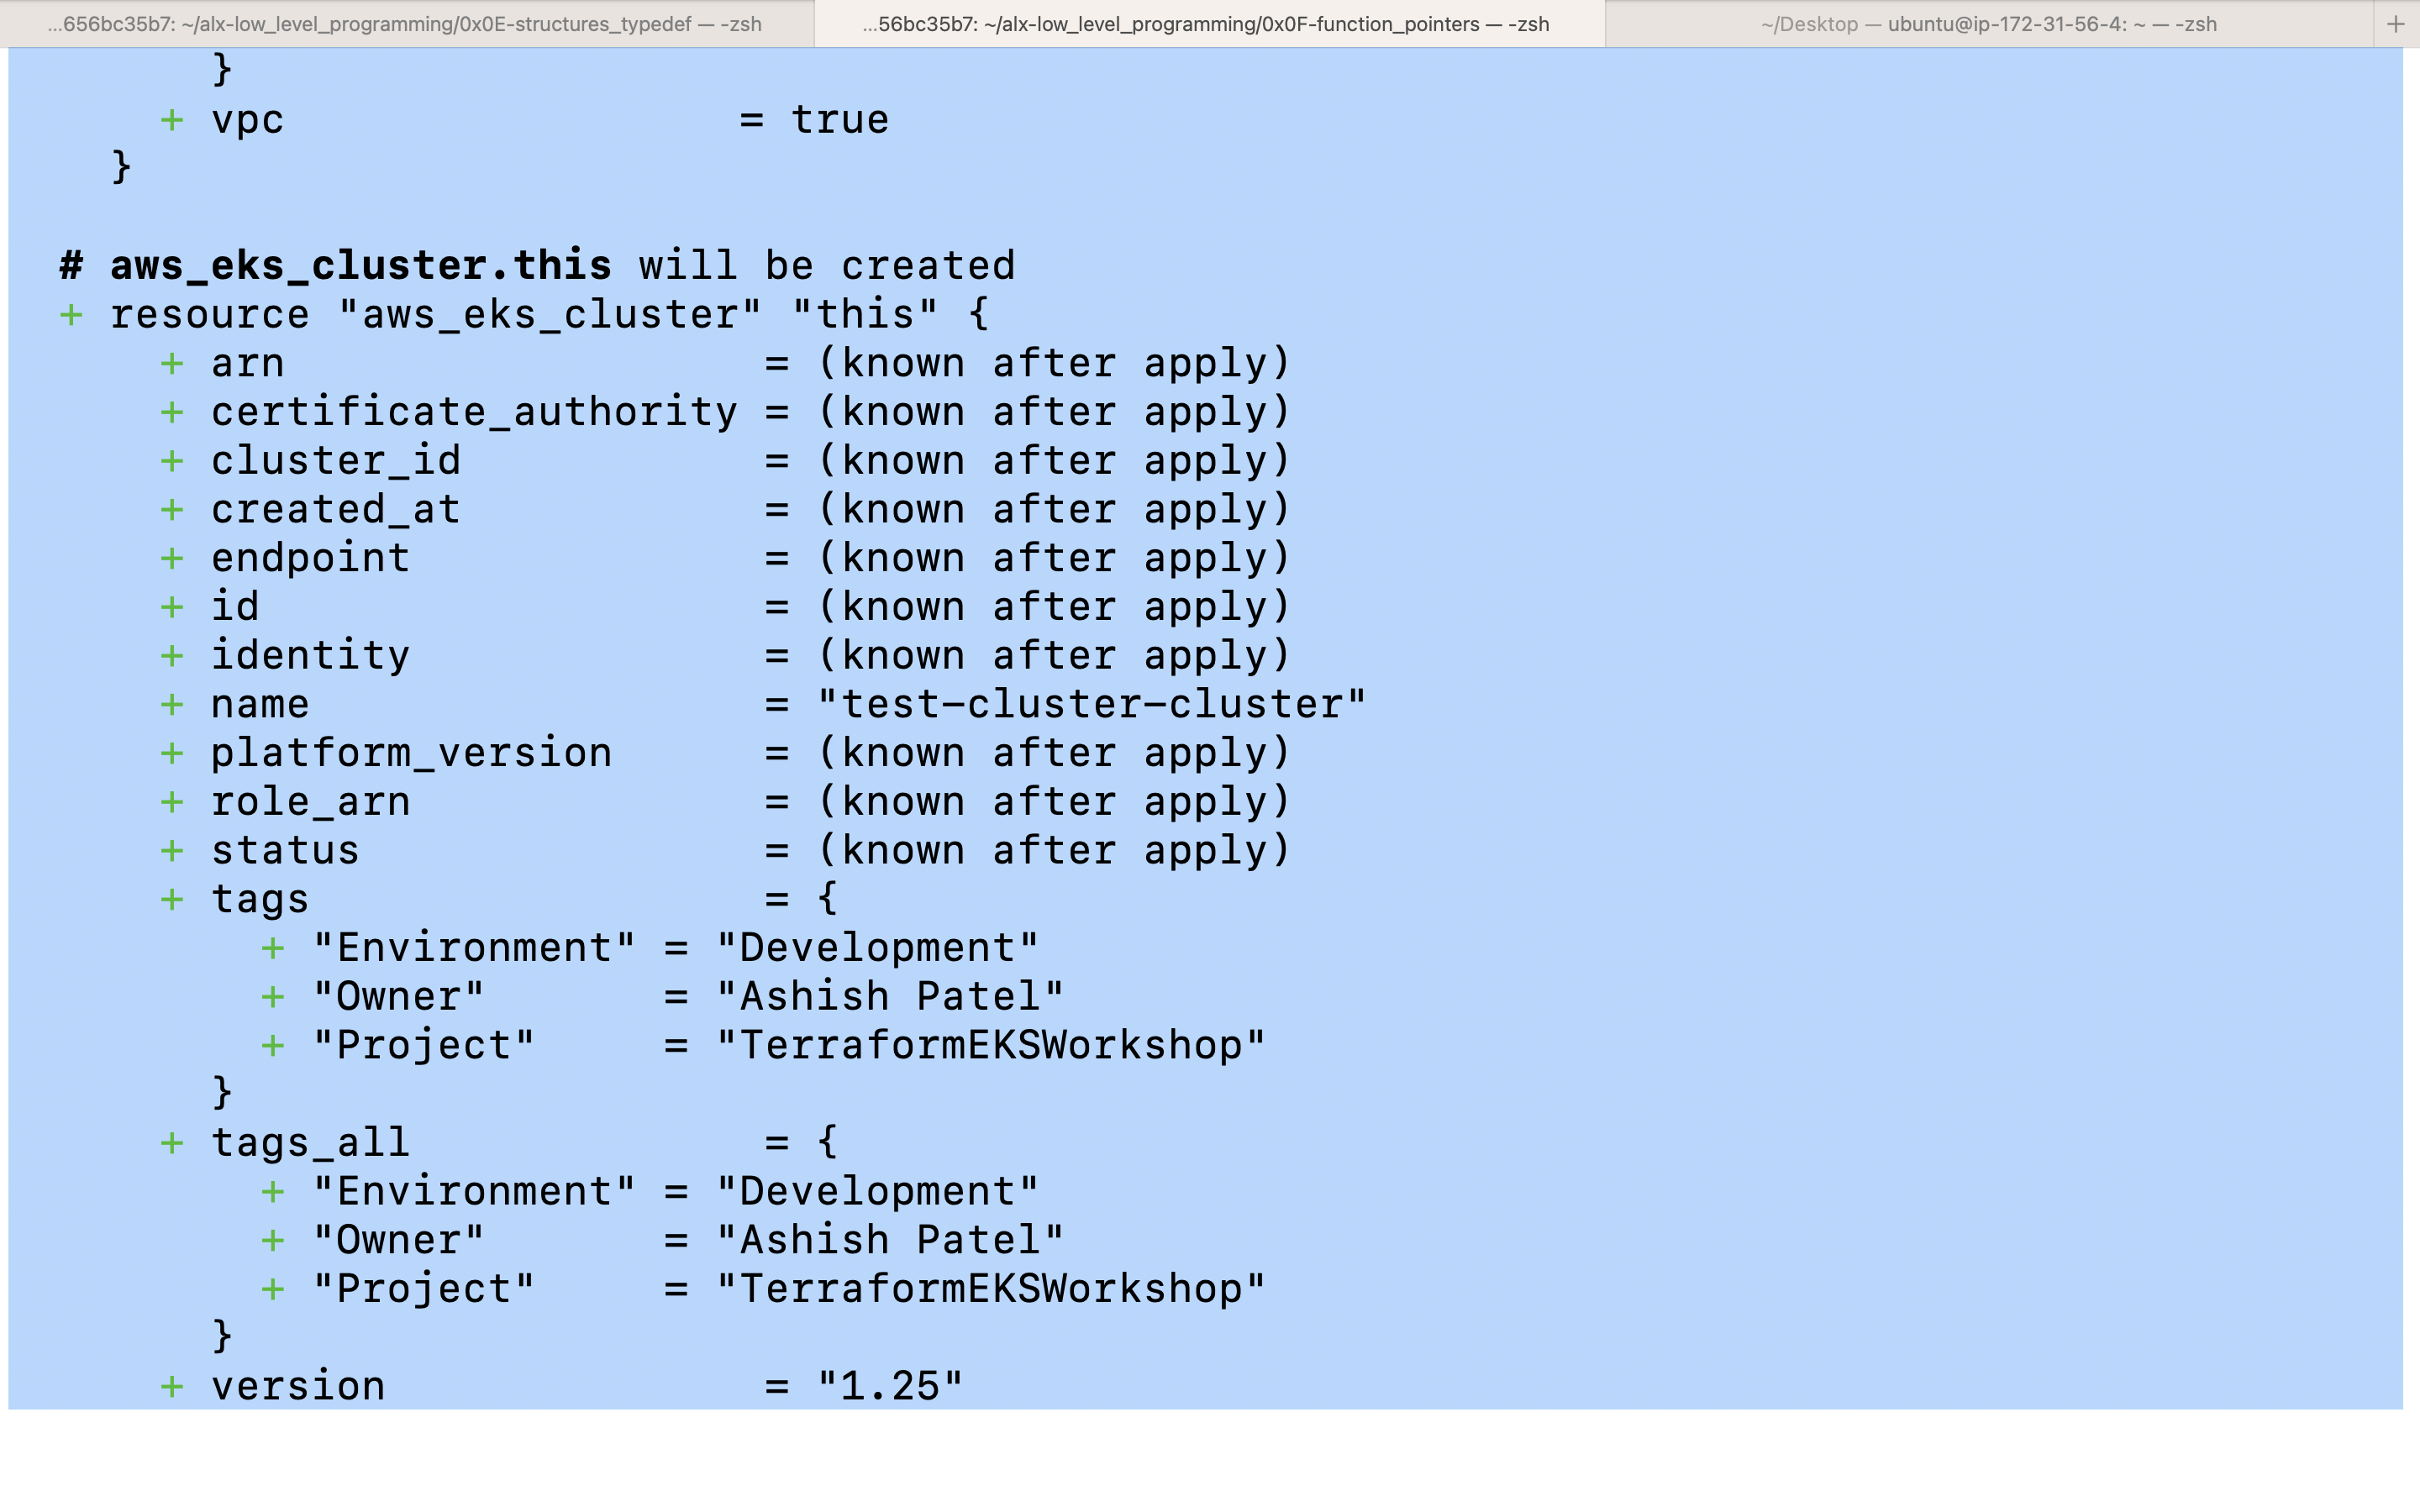 ...656bc35b7: ~/alx-low_level_programming/0x0E-structures_typedef — -zsh
...56bc35b7: ~/alx-low_level_programming/0x0F-function_pointers — -zsh
~/Desktop — ubuntu@ip-172-31-56-4: ~ — -zsh
+
}
+ vpc = true
}
# aws_eks_cluster.this will be created
+ resource "aws_eks_cluster" "this" {
+ arn = (known after apply)
+ certificate_authority = (known after apply)
+ cluster_id = (known after apply)
+ created_at = (known after apply)
+ endpoint = (known after apply)
+ id = (known after apply)
+ identity = (known after apply)
+ name = "test-cluster-cluster"
+ platform_version = (known after apply)
+ role_arn = (known after apply)
+ status = (known after apply)
+ tags = {
+ "Environment" = "Development"
+ "Owner" = "Ashish Patel"
+ "Project" = "TerraformEKSWorkshop"
}
+ tags_all = {
+ "Environment" = "Development"
+ "Owner" = "Ashish Patel"
+ "Project" = "TerraformEKSWorkshop"
}
+ version = "1.25"